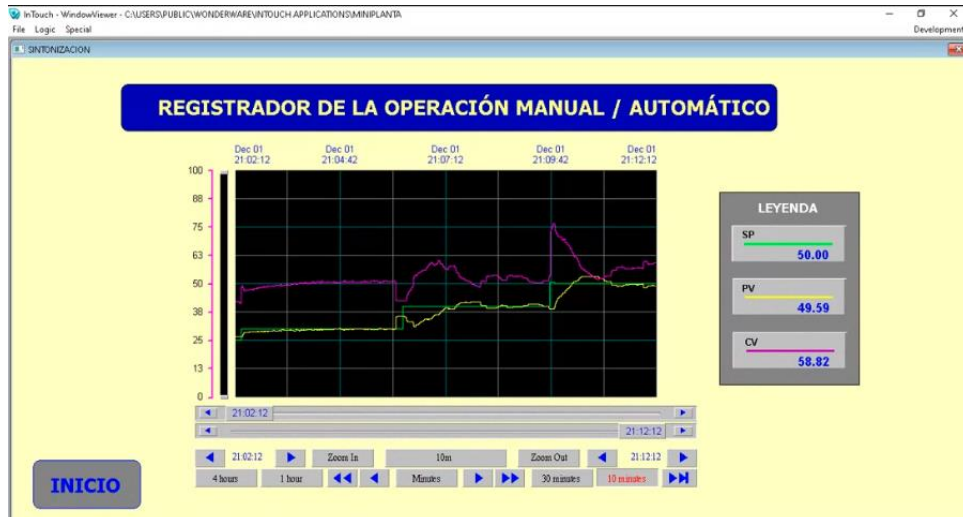 InTouch - WindowViewer - C:\USERS\PUBLIC\WONDERWARE\INTOUCH APPLICATIONS\MINIPLANTA
File Logic Special Development
SINTONIZACION
REGISTRADOR DE LA OPERACIÓN MANUAL / AUTOMÁTICO
Dec 01 Dec 01 Dec 01 Dec 01 Dec 01
21:02:12 21:04:42 21:07:12 21:09:42 21:12:12
100
88
75
63
50
38
25
13
0
LEYENDA
SP
50.00
PV
49.59
CV
58.82
21:02:12
21:12:12
21:02:12 Zoom In 10m Zoom Out 21:12:12
4 hours 1 hour Minutes 30 minutes 10 minutes
INICIO